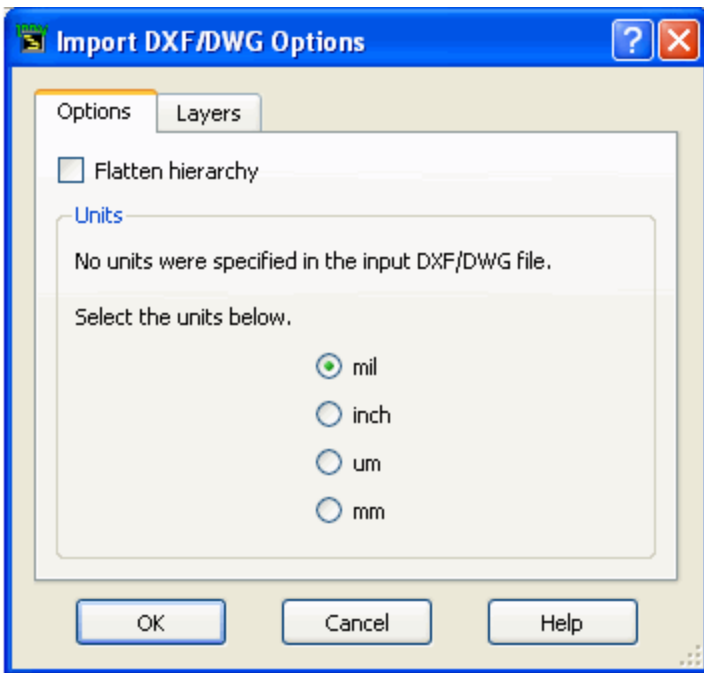 Import DXF/DWG Options
Options Layers
Flatten hierarchy
Units
No units were specified in the input DXF/DWG file.
Select the units below.
mil
inch
um
mm
OK Cancel Help